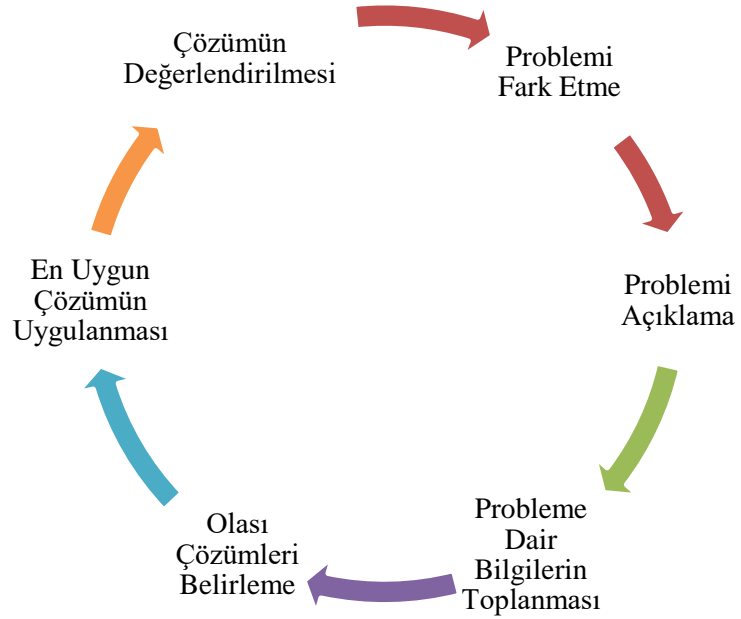 Çözümün
Değerlendirilmesi
Problemi
Fark Etme
Problemi
Açıklama
Probleme
Dair
Bilgilerin
Toplanması
Olası
Çözümleri
Belirleme
En Uygun
Çözümün
Uygulanması